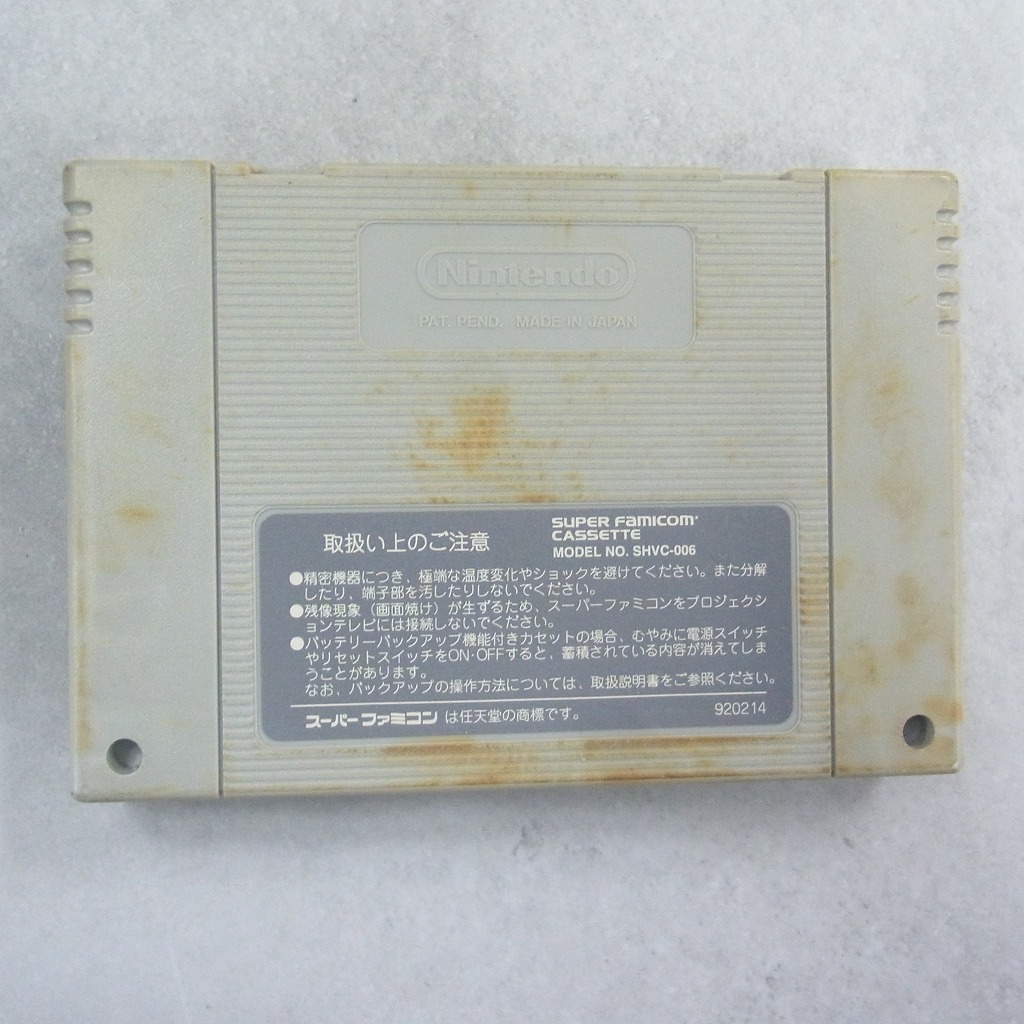 Nintendo
PAT. PEND. MADE IN JAPAN
取扱い上のご注意
SUPER FAMICOM
CASSETTE
MODEL NO. SHVC-006
●精密機器につき、極端な温度変化やショックを避けてください。また分解
したり、端子部を汚したりしないでください。
●残像現象（画面焼け）が生ずるため、スーパーファミコンをプロジェクシ
ョンテレビには接続しないでください。
●バッテリーバックアップ機能付きカセットの場合、むやみに電源スイッチ
やリセットスイッチをON·OFFすると、蓄積されている内容が消えてしま
うことがあります。
なお、バックアップの操作方法については、取扱説明書をご参照ください。
スーパーファミコン は任天堂の商標です。
920214